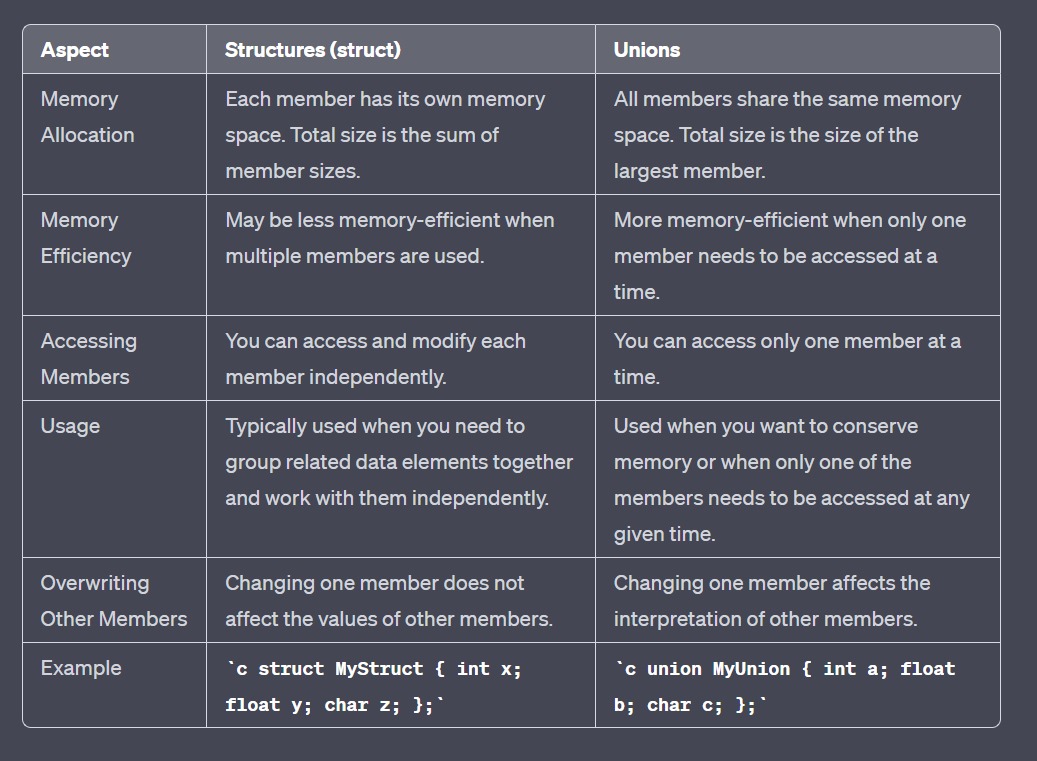 Aspect Structures (struct) Unions
Memory Each member has its own memory All members share the same memory
Allocation space. Total size is the sum of space. Total size is the size of the
member sizes. largest member.
Memory May be less memory-efficient when More memory-efficient when only one
Efficiency multiple members are used. member needs to be accessed at a
time.
Accessing You can access and modify each You can access only one member at a
Members member independently. time.
Usage Typically used when you need to Used when you want to conserve
group related data elements together memory or when only one of the
and work with them independently. members needs to be accessed at any
given time.
Overwriting Changing one member does not Changing one member affects the
Other Members affect the values of other members. interpretation of other members.
Example `c struct MyStruct { int x; `c union MyUnion { int a; float
float y; char z; };` b; char c; };`